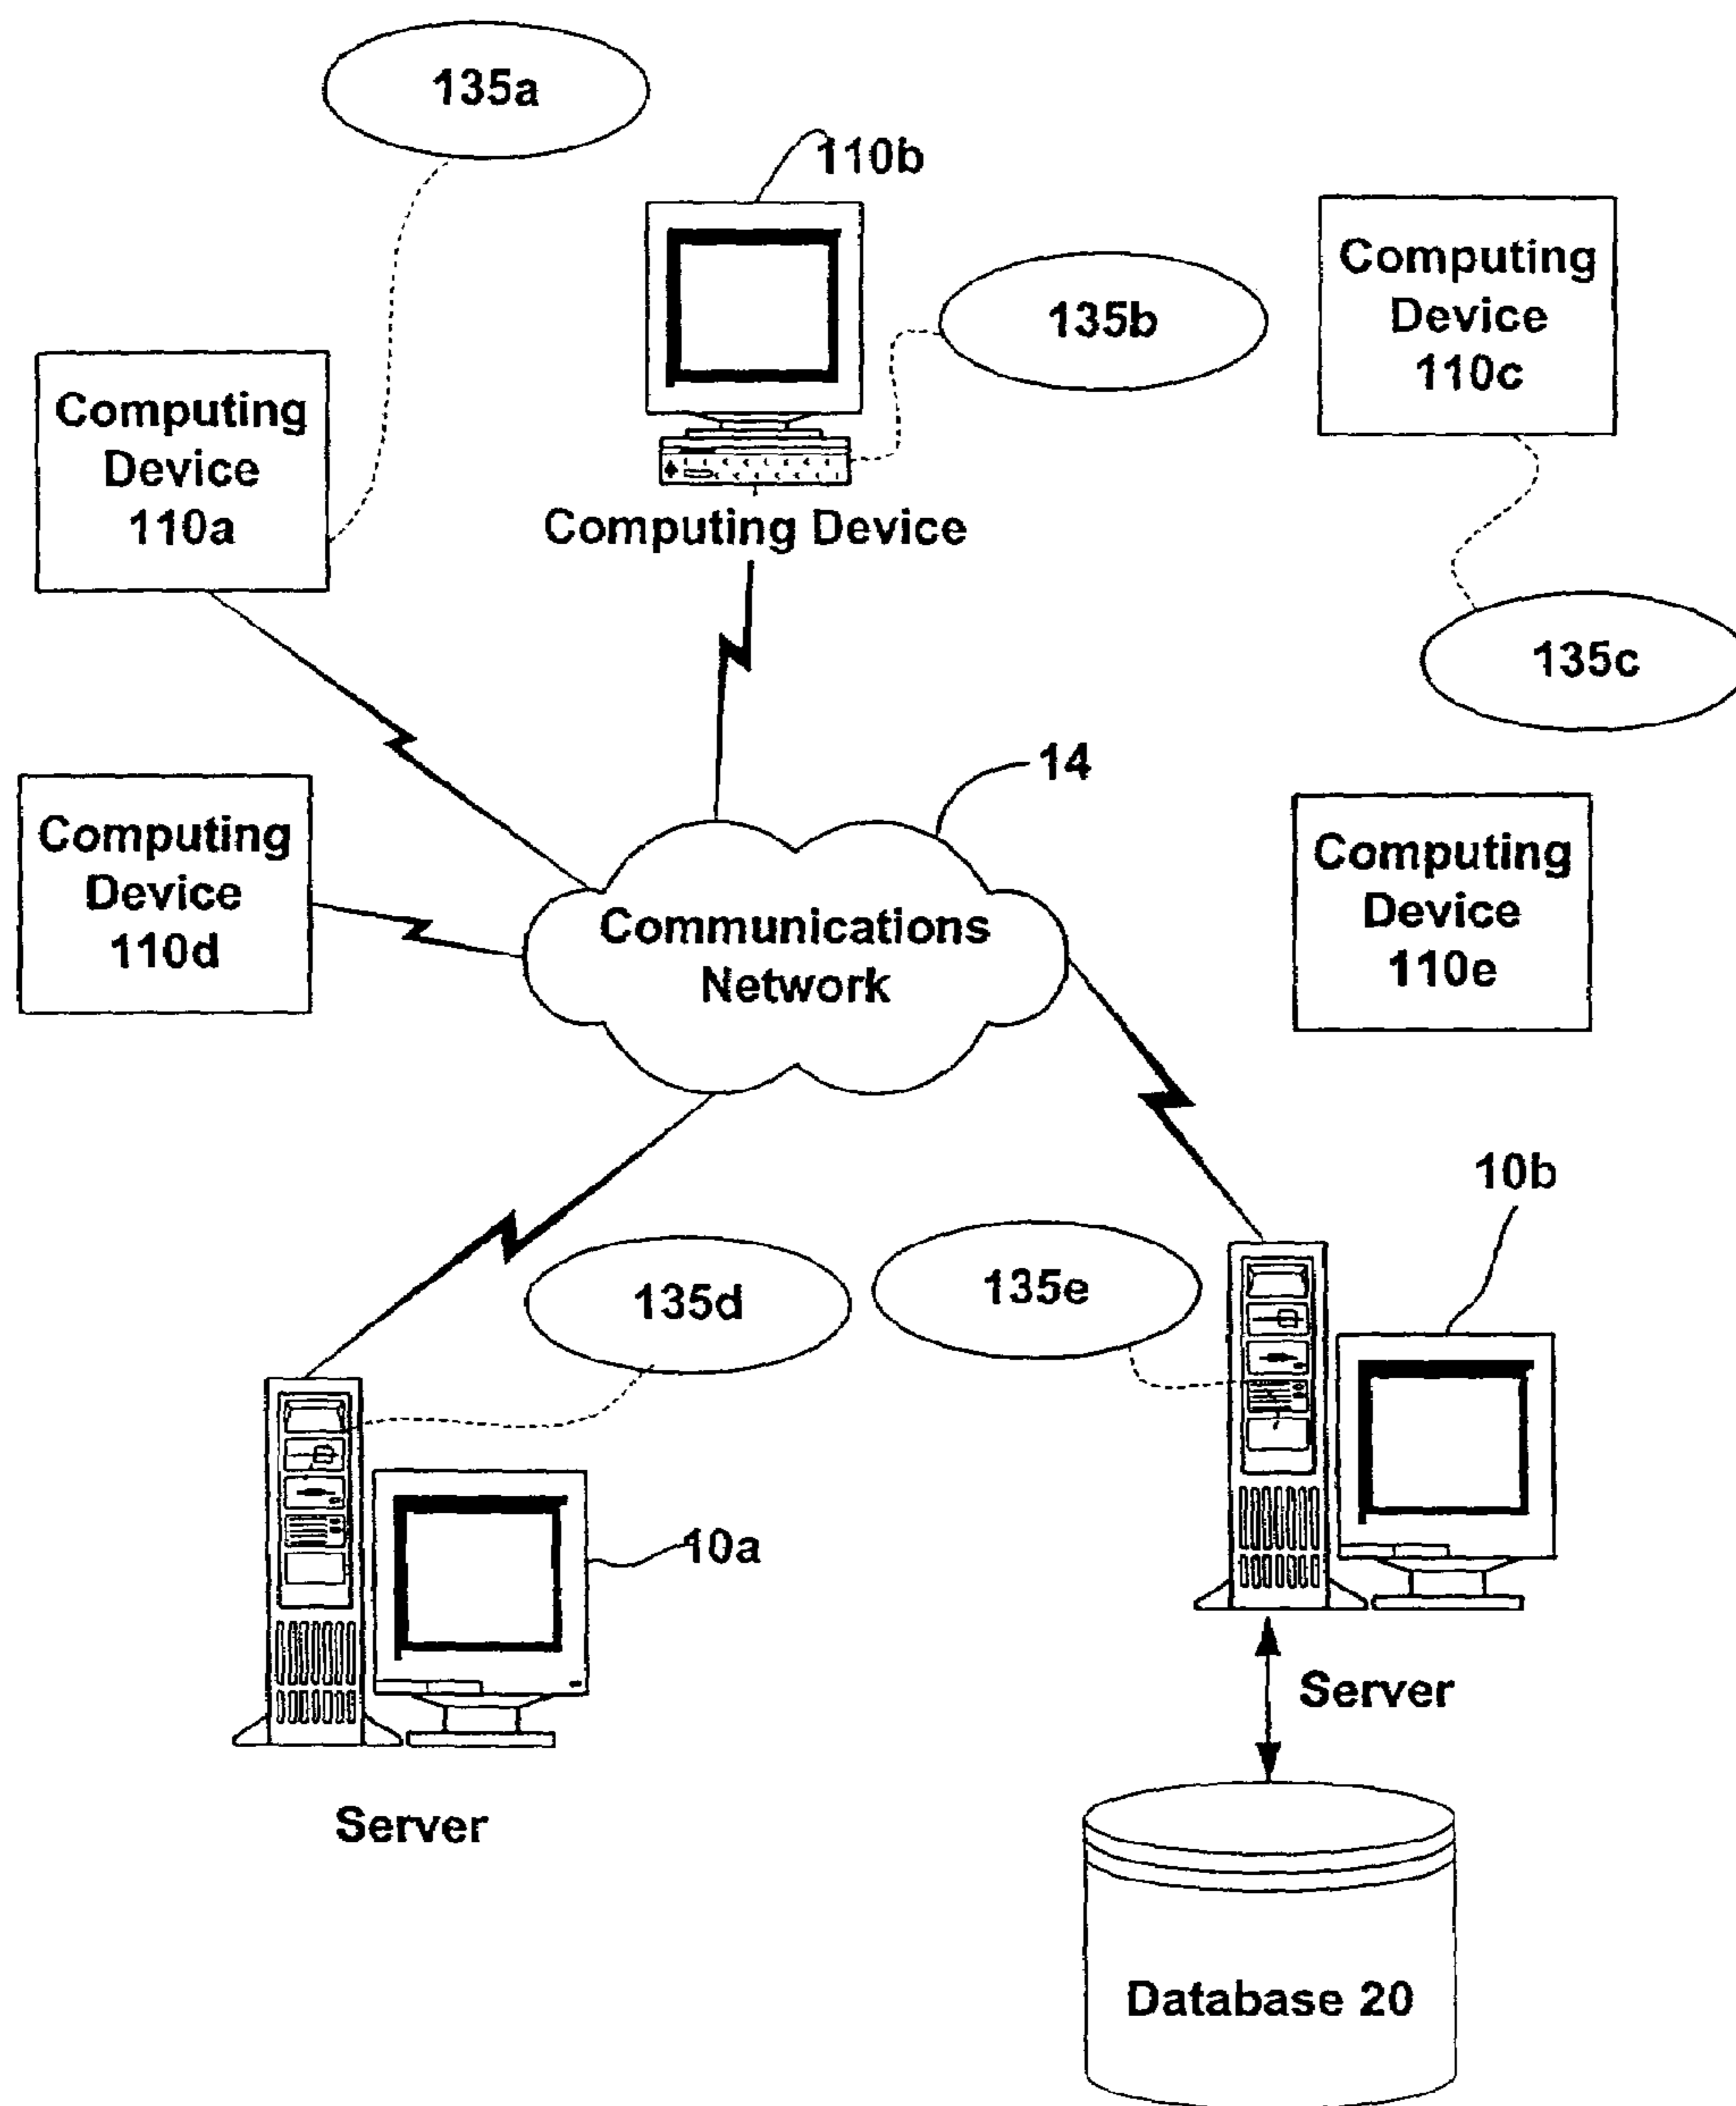 135a
110b
Computing
Device
110c
135b
Computing
Device
110a
Computing Device
135c
14
Computing
Device
110d
Computing
Device
110e
Communications
Network
10b
135d
135e
10a
Server
Server
Database 20